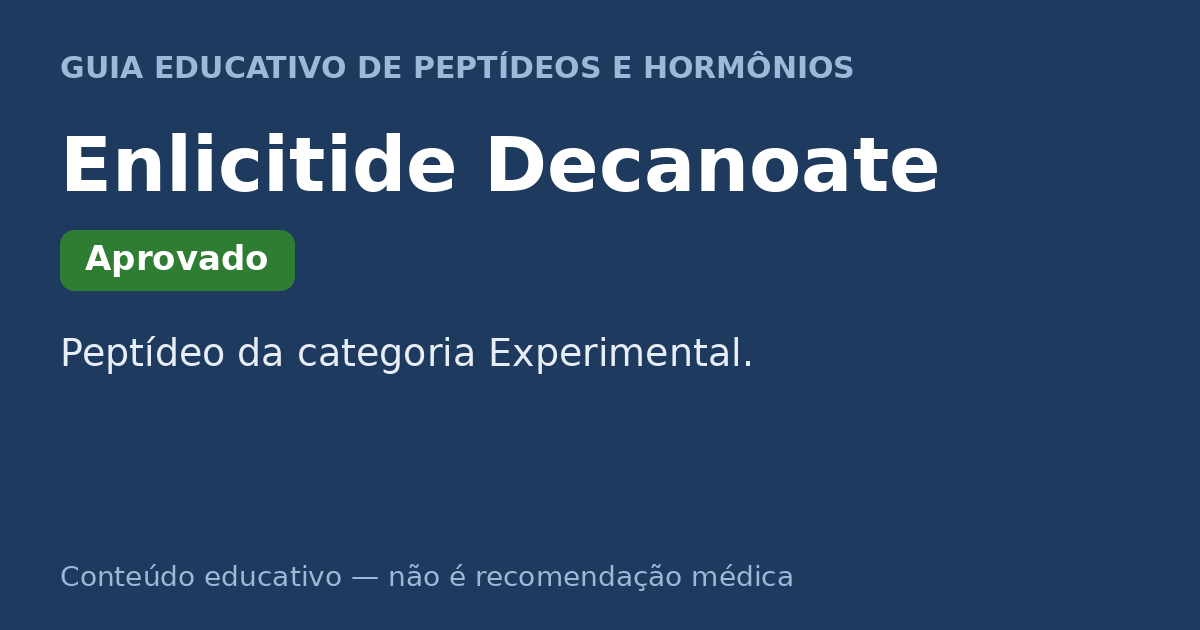 GUIA EDUCATIVO DE PEPTÍDEOS E HORMÔNIOS
Enlicitide Decanoate
Aprovado
Peptídeo da categoria Experimental.
Conteúdo educativo — não é recomendação médica